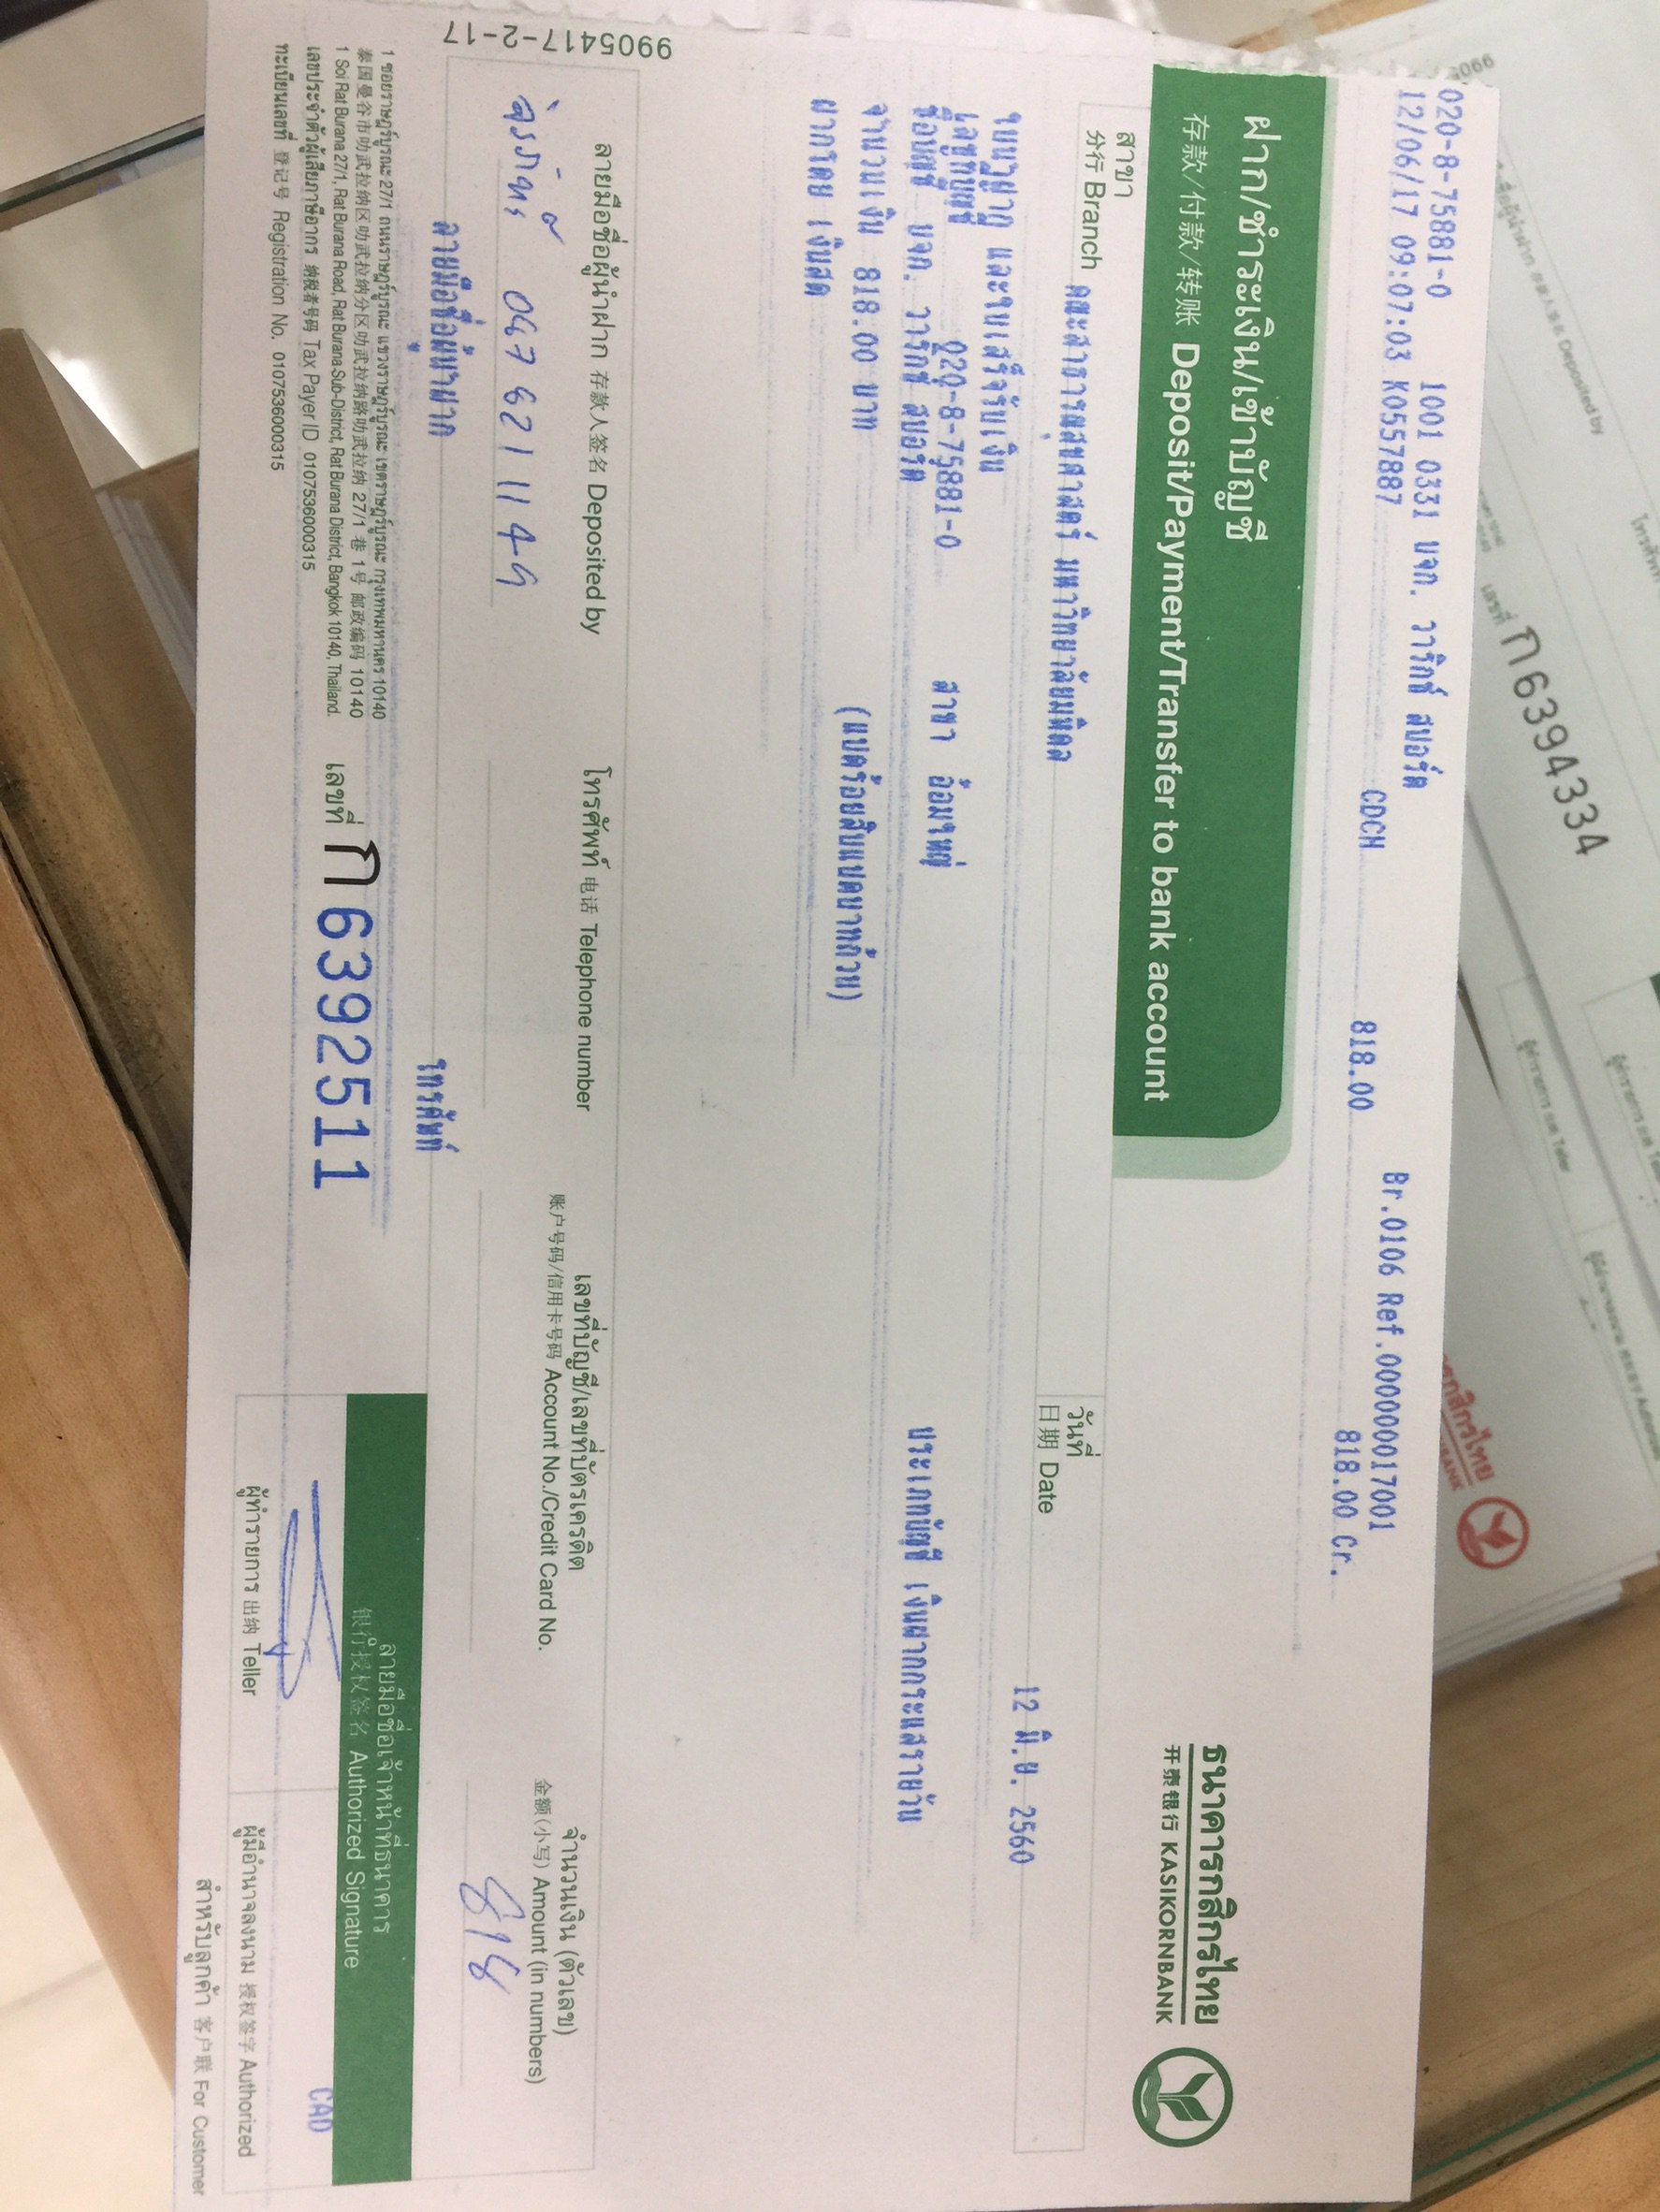 020-8-75881-0 1001 0331 บจก. วาริกซ์ สปอร์ต Br.0106 Ref.00000017001
12/06/17 09:07:03 K0557887 CDCH 818.00 818.00 Cr.
ฝาก/ชำระเงิน/เข้าบัญชี
存款/付款/转账 Deposit/Payment/Transfer to bank account
ธนาคารกสิกรไทย
开泰银行 KASIKORNBANK
สาขา
分行 Branch คณะสาธารณสุขศาสตร์ มหาวิทยาลัยมหิดล
วันที่
日期 Date 12 มิ.ย. 2560
ใบนำฝาก และใบเสร็จรับเงิน
เลขที่บัญชี 020-8-75881-0 สาขา อ้อมใหญ่ ประเภทบัญชี เงินฝากกระแสรายวัน
ชื่อบัญชี บจก. วาริกซ์ สปอร์ต
จำนวนเงิน 818.00 บาท (แปดร้อยสิบแปดบาทถ้วน)
ฝากโดย เงินสด
ลายมือชื่อผู้นำฝาก 存款人签名 Deposited by
โทรศัพท์ 电话 Telephone number
เลขที่บัญชี/เลขที่บัตรเครดิต
账户号码/信用卡号码 Account No./Credit Card No.
จำนวนเงิน (ตัวเลข)
金额(小写) Amount (in numbers)
818
ลายมือชื่อผู้นำฝาก โทรศัพท์
9905417-2-17
1 ซอยราษฎร์บูรณะ 27/1 ถนนราษฎร์บูรณะ แขวงราษฎร์บูรณะ เขตราษฎร์บูรณะ กรุงเทพมหานคร 10140
泰国曼谷市叻武拉纳区叻武拉纳分区叻武拉纳路叻武拉纳 27/1 巷 1号 邮政编码 10140
1 Soi Rat Burana 27/1, Rat Burana Road, Rat Burana Sub-District, Rat Burana District, Bangkok 10140, Thailand.
เลขประจำตัวผู้เสียภาษีอากร 纳税者号码 Tax Payer ID 0107536000315
ทะเบียนเลขที่ 登记号 Registration No. 0107536000315
เลขที่ ก 6392511
ลายมือชื่อเจ้าหน้าที่ธนาคาร
银行授权签名 Authorized Signature
CAD
ผู้ทำรายการ 出纳 Teller
ผู้มีอำนาจลงนาม 授权签字 Authorized
สำหรับลูกค้า 客户联 For Customer
เลขที่ ก 6394334